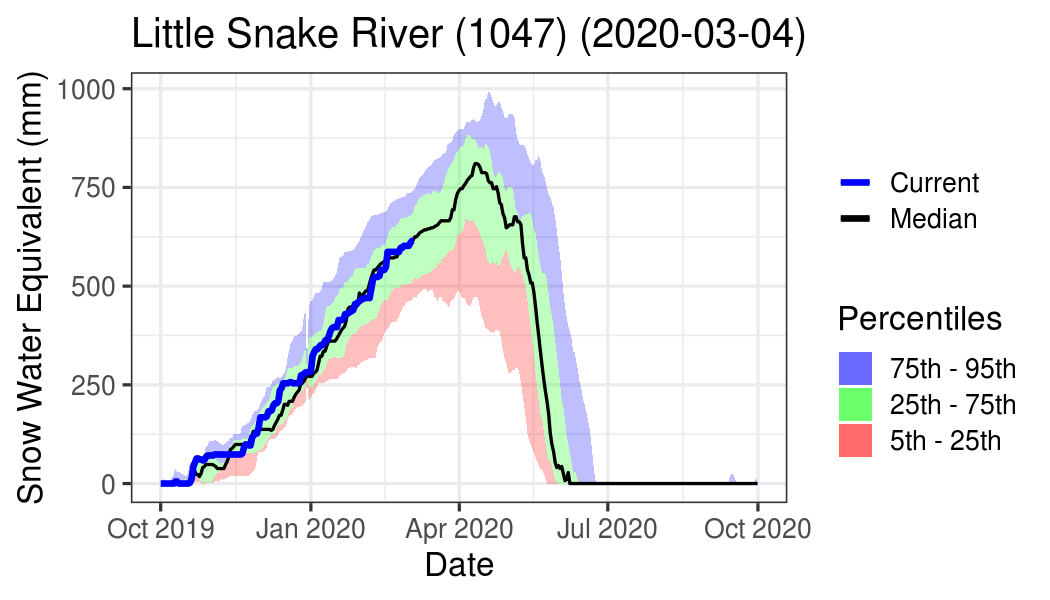 Little Snake River (1047) (2020-03-04)
Snow Water Equivalent (mm)
1000
750
500
250
0
Oct 2019
Jan 2020
Apr 2020
Jul 2020
Oct 2020
Date
Current
Median
Percentiles
75th - 95th
25th - 75th
5th - 25th